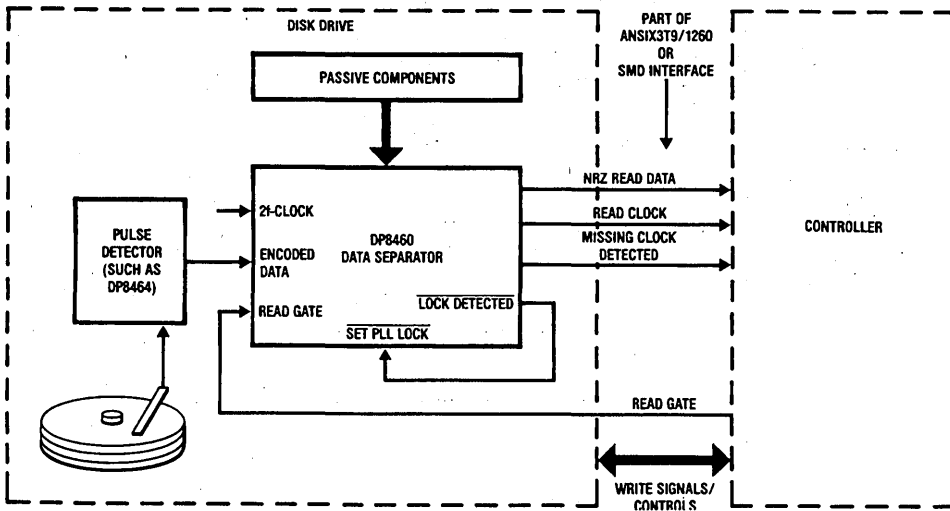 DISK DRIVE
PART OF
ANSIX3T9/1260
OR
SMD INTERFACE
PASSIVE COMPONENTS
NRZ READ DATA
2f-CLOCK
READ CLOCK
PULSE
DETECTOR
(SUCH AS
DP8464)
ENCODED
DATA
DP8460
DATA SEPARATOR
MISSING CLOCK
DETECTED
CONTROLLER
READ GATE
LOCK DETECTED
SET PLL LOCK
READ GATE
WRITE SIGNALS/
CONTROLS